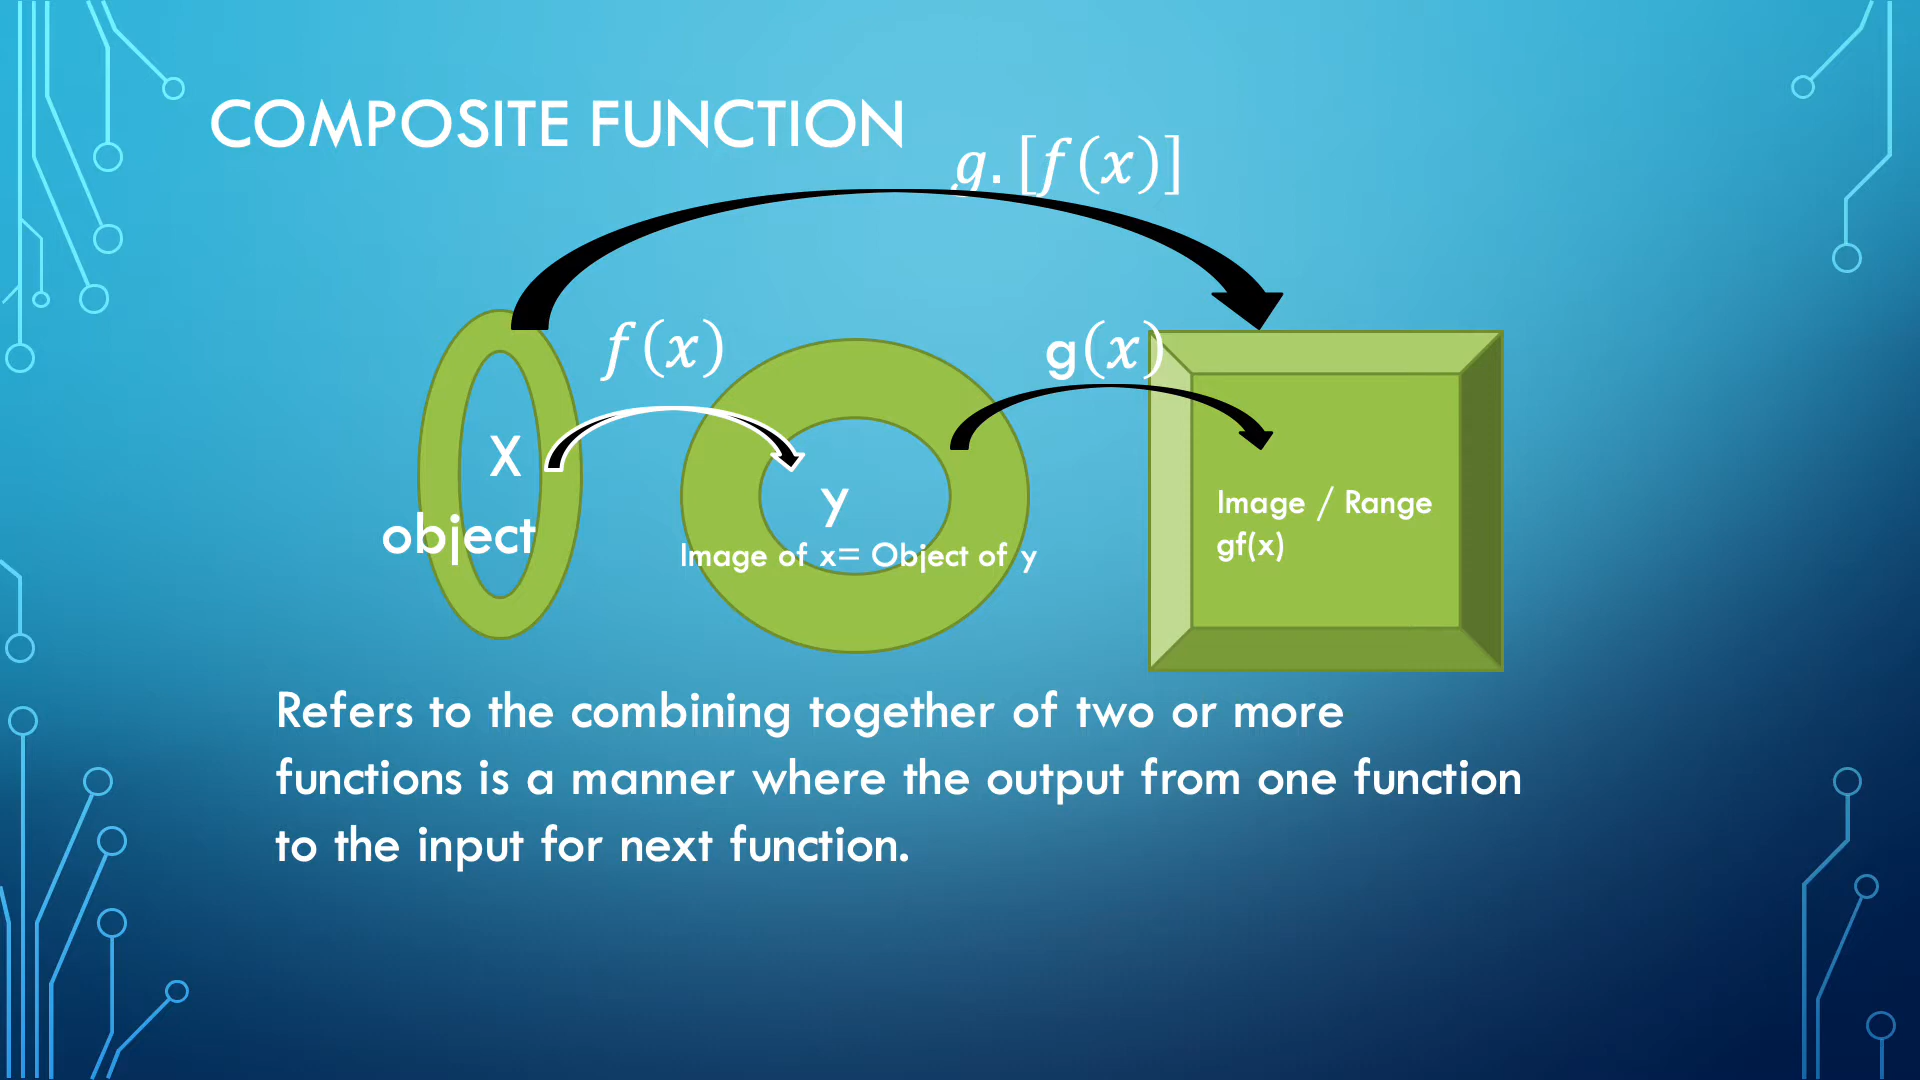 COMPOSITE FUNCTION
g.[f(x)]
f(x)
g(x)
X
object
y
Image of x= Object of y
Image / Range
gf(x)
Refers to the combining together of two or more
functions is a manner where the output from one function
to the input for next function.